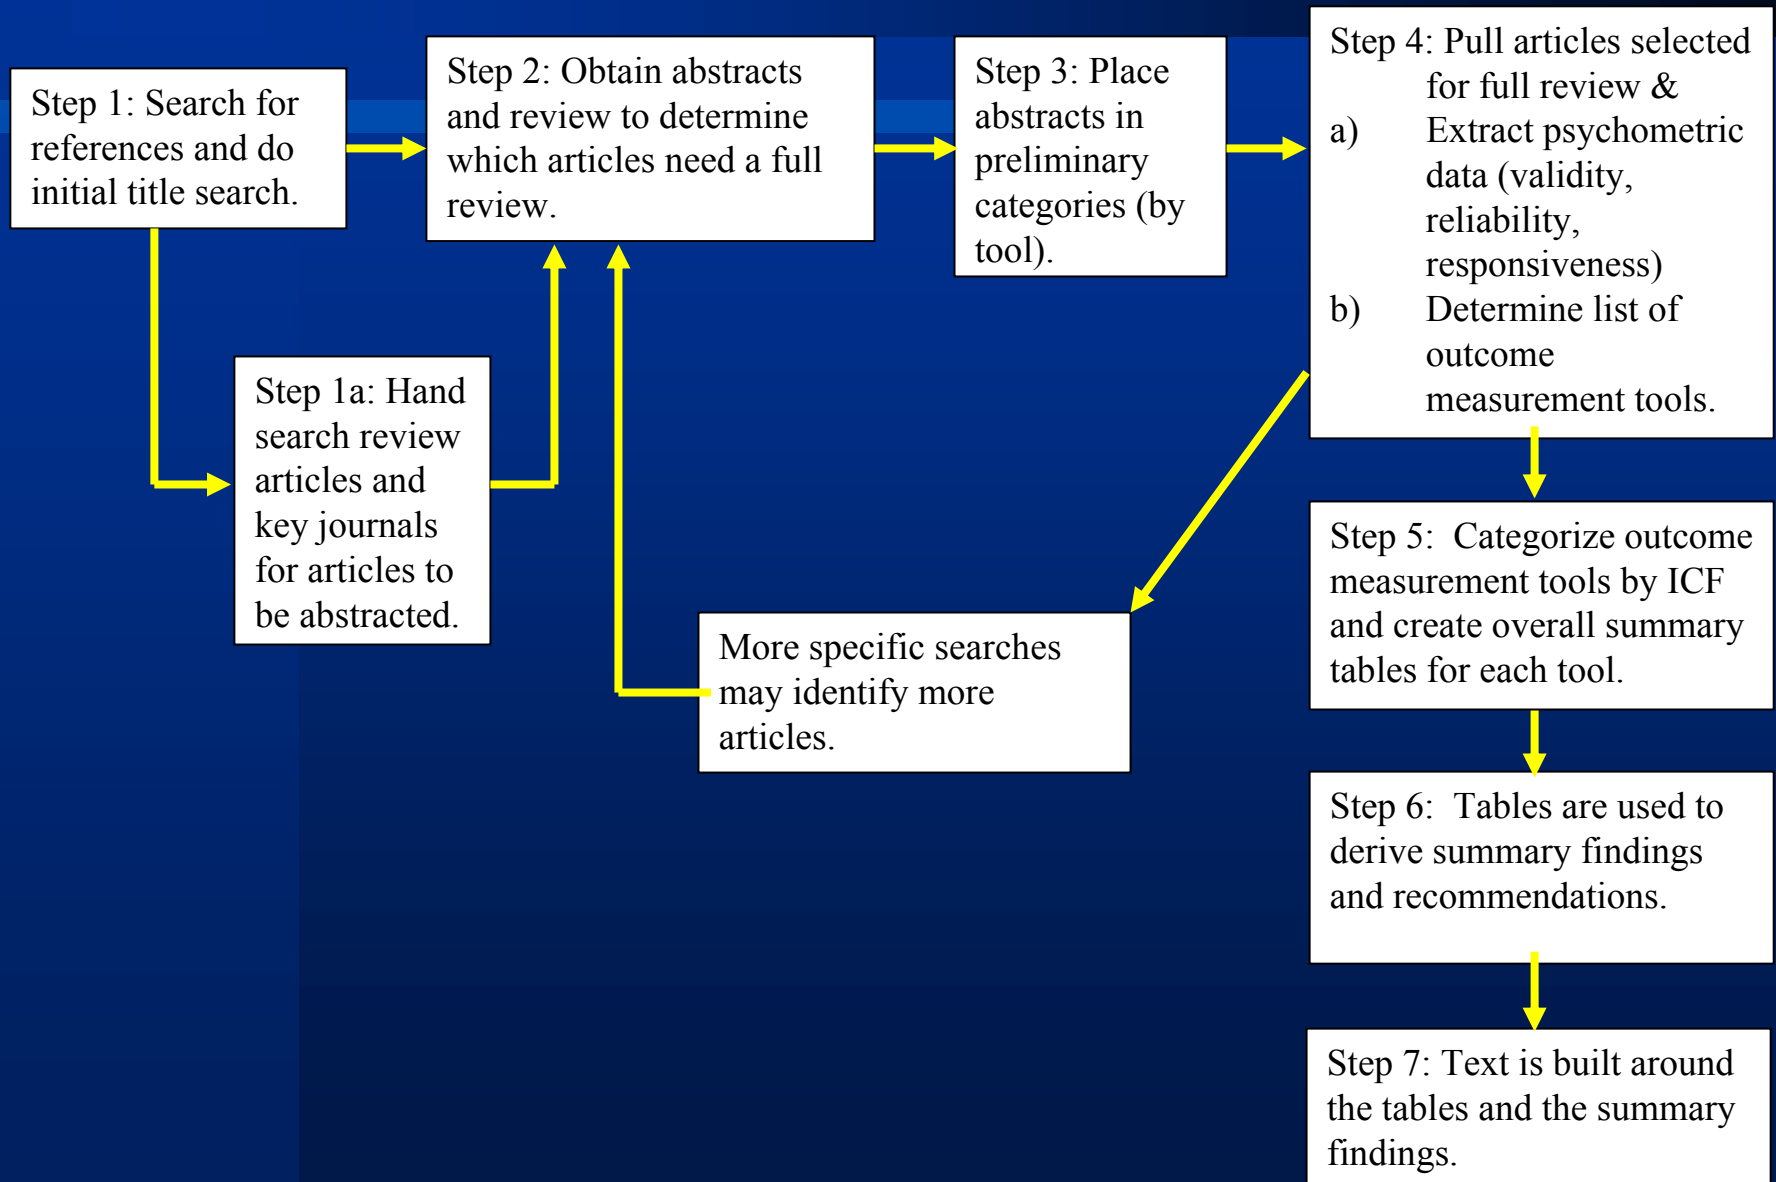 Step 1: Search for
references and do
initial title search.
Step 2: Obtain abstracts
and review to determine
which articles need a full
review.
Step 3: Place
abstracts in
preliminary
categories (by
tool).
Step 4: Pull articles selected
for full review &
a) Extract psychometric
data (validity,
reliability,
responsiveness)
b) Determine list of
outcome
measurement tools.
Step 1a: Hand
search review
articles and
key journals
for articles to
be abstracted.
More specific searches
may identify more
articles.
Step 5:  Categorize outcome
measurement tools by ICF
and create overall summary
tables for each tool.
Step 6:  Tables are used to
derive summary findings
and recommendations.
Step 7: Text is built around
the tables and the summary
findings.